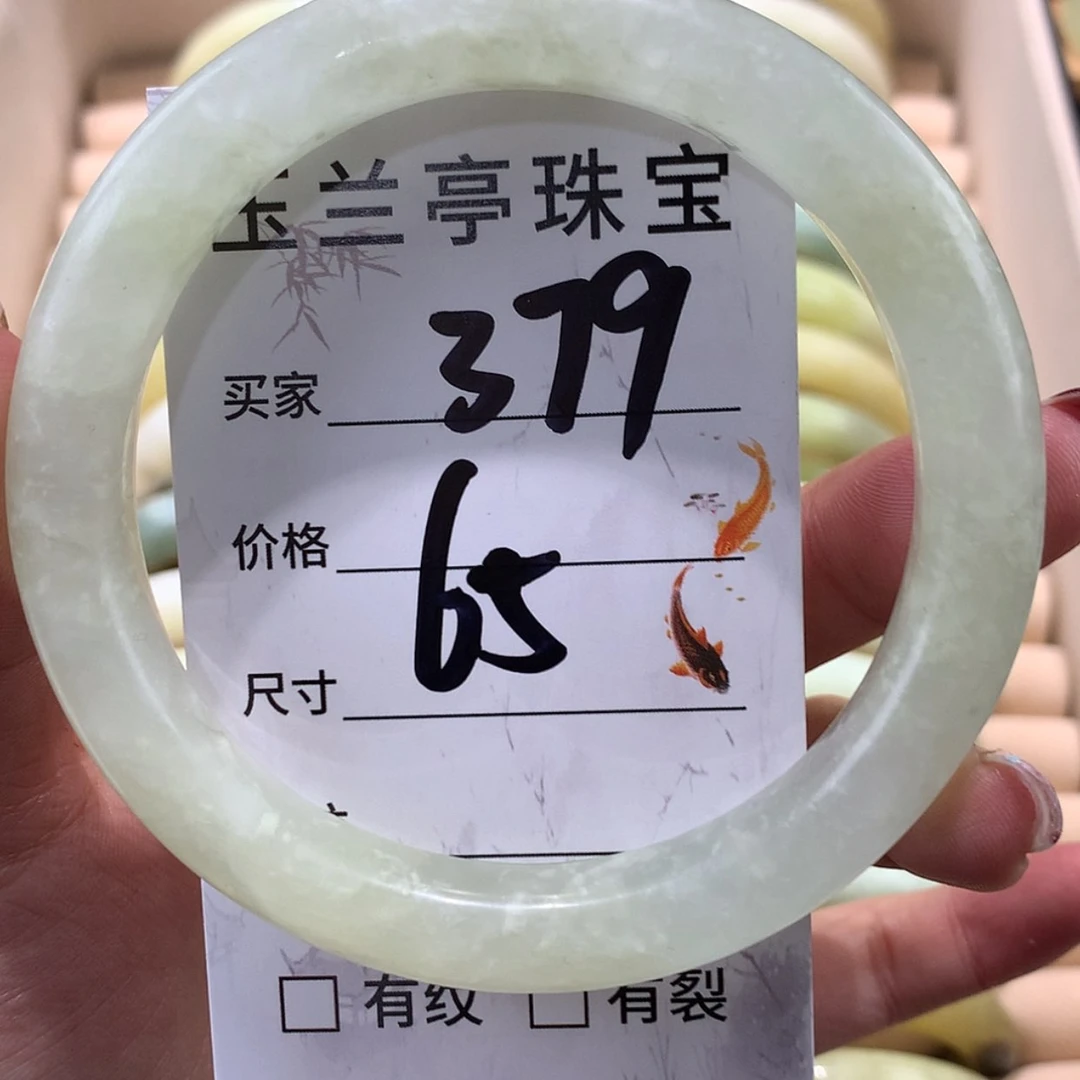 玉兰亭珠宝
买家 379
价格 65
尺寸
□ 有纹 □ 有裂